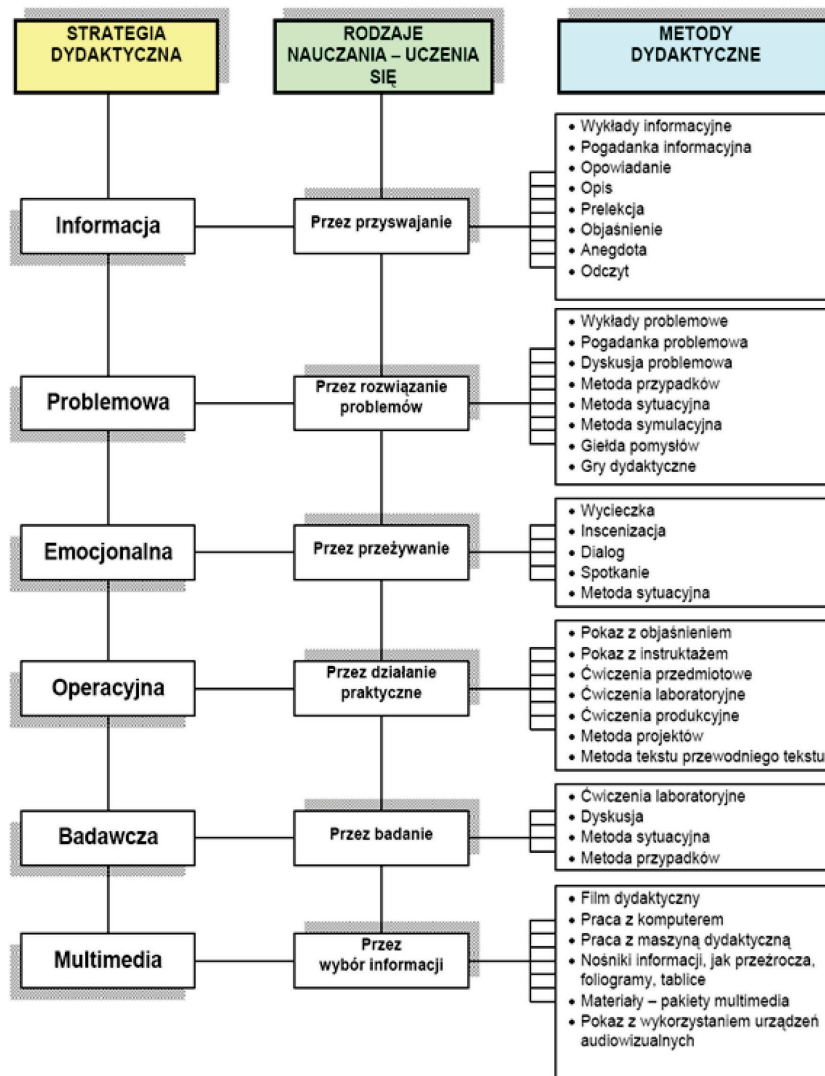 STRATEGIA
DYDAKTYCZNA
RODZAJE
NAUCZANIA – UCZENIA
SIĘ
METODY
DYDAKTYCZNE
Informacja
Przez przyswajanie
• Wykłady informacyjne
• Pogadanka informacyjna
• Opowiadanie
• Opis
• Prelekcja
• Objaśnienie
• Anegdota
• Odczyt
Problemowa
Przez rozwiązanie
problemów
• Wykłady problemowe
• Pogadanka problemowa
• Dyskusja problemowa
• Metoda przypadków
• Metoda sytuacyjna
• Metoda symulacyjna
• Giełda pomysłów
• Gry dydaktyczne
Emocjonalna
Przez przeżywanie
• Wycieczka
• Inscenizacja
• Dialog
• Spotkanie
• Metoda sytuacyjna
Operacyjna
Przez działanie
praktyczne
• Pokaz z objaśnieniem
• Pokaz z instruktażem
• Ćwiczenia przedmiotowe
• Ćwiczenia laboratoryjne
• Ćwiczenia produkcyjne
• Metoda projektów
• Metoda tekstu przewodniego tekstu
Badawcza
Przez badanie
• Ćwiczenia laboratoryjne
• Dyskusja
• Metoda sytuacyjna
• Metoda przypadków
Multimedia
Przez
wybór informacji
• Film dydaktyczny
• Praca z komputerem
• Praca z maszyną dydaktyczną
• Nośniki informacji, jak przeźrocza,
foliogramy, tablice
• Materiały – pakiety multimedia
• Pokaz z wykorzystaniem urządzeń
audiowizualnych